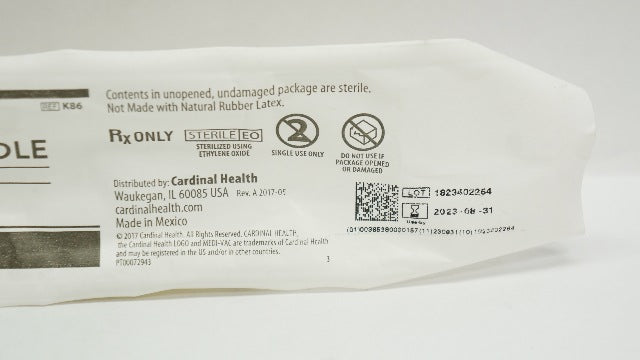 REF K86
DLE
Contents in unopened, undamaged package are sterile.
Not Made with Natural Rubber Latex.
Rx ONLY
STERILE EO
STERILIZED USING
ETHYLENE OXIDE
2
SINGLE USE ONLY
DO NOT USE IF
PACKAGE OPENED
OR DAMAGED
Distributed by: Cardinal Health
Waukegan, IL 60085 USA Rev. A 2017-05
cardinalhealth.com
Made in Mexico
© 2017 Cardinal Health. All Rights Reserved. CARDINAL HEALTH,
the Cardinal Health LOGO and MEDI-VAC are trademarks of Cardinal Health
and may be registered in the US and/or in other countries.
PT00072943
3
LOT 1823402264
2023-08-31